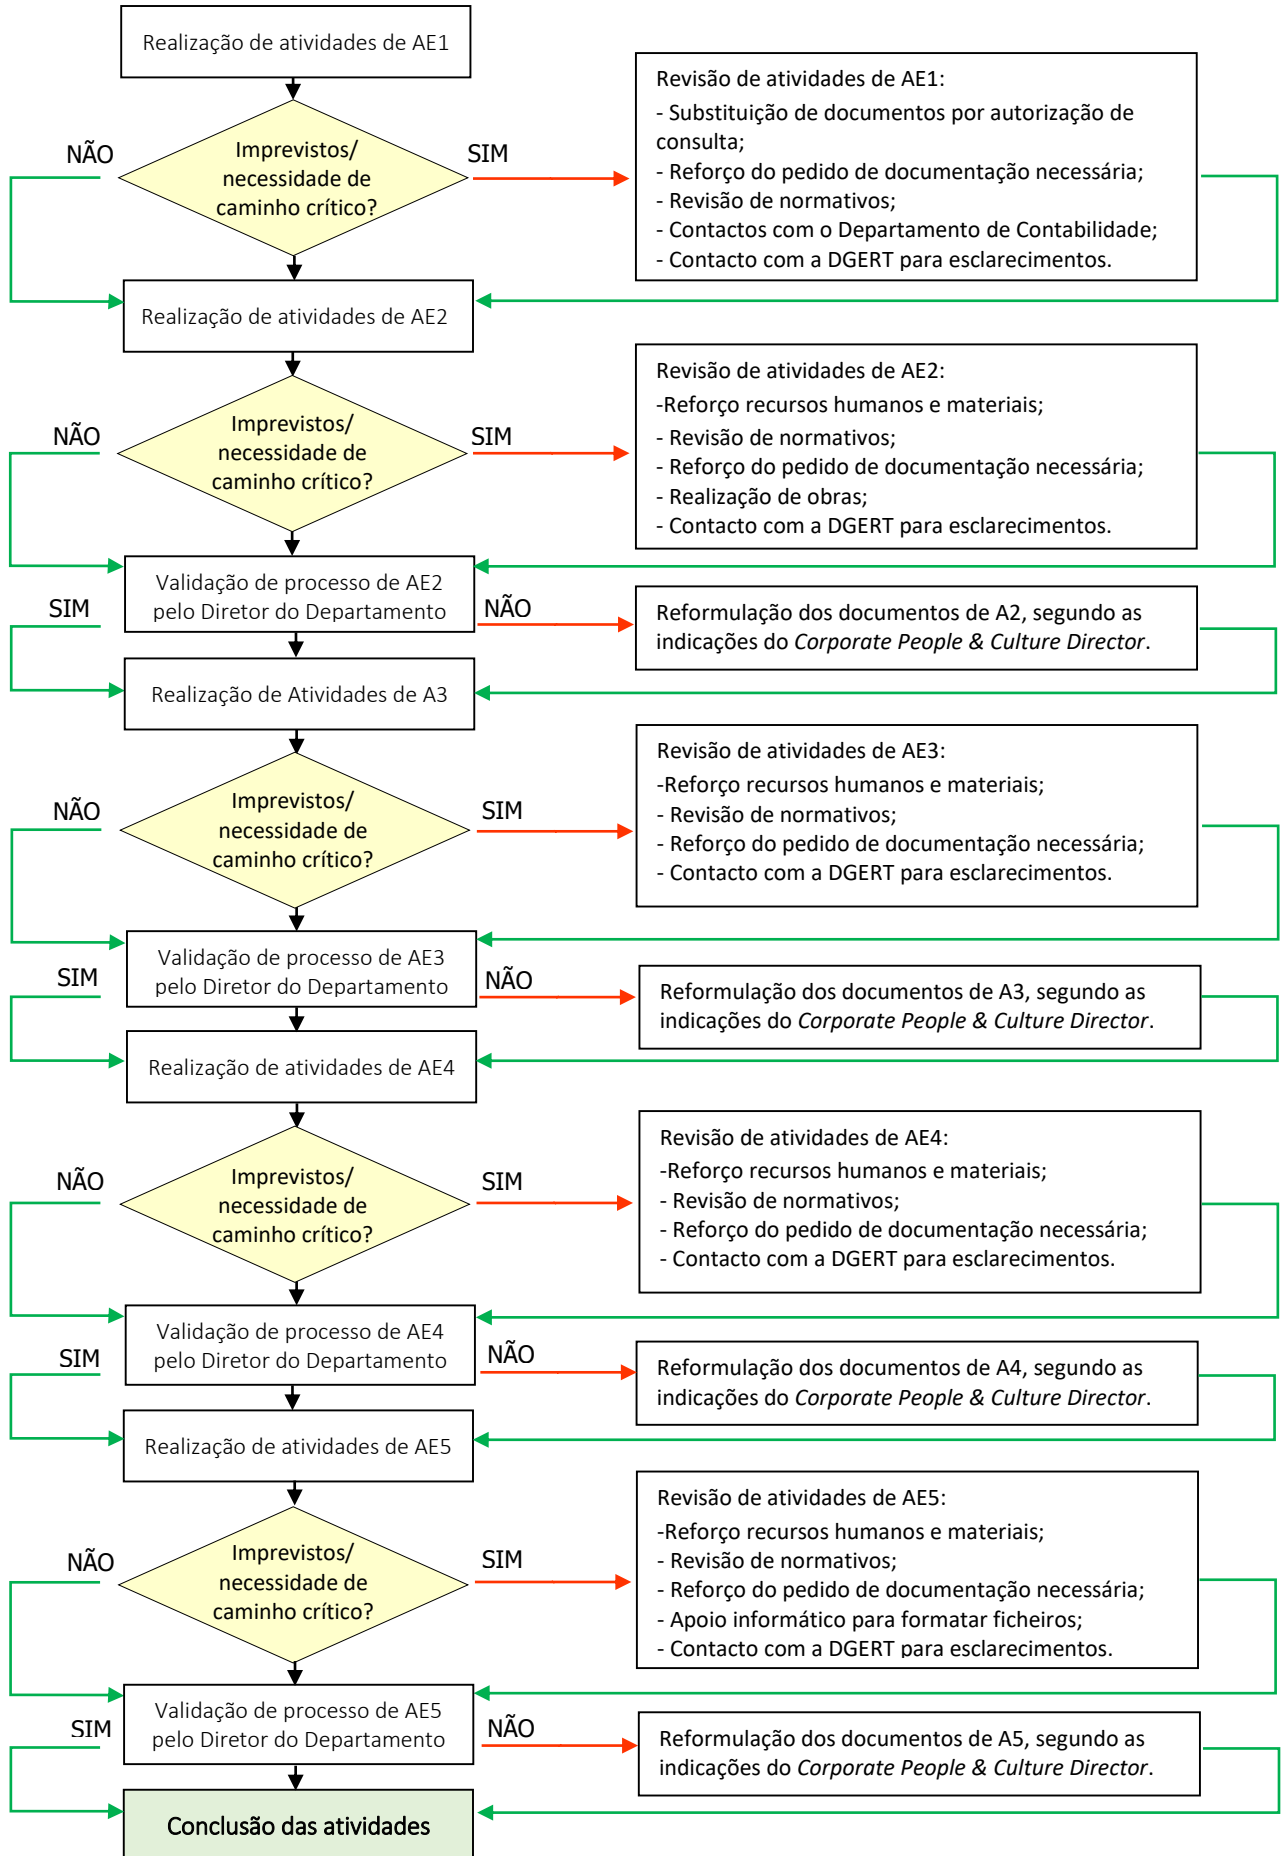 Realização de atividades de AE1
Imprevistos/
necessidade de
caminho crítico?
NÃO
SIM
Revisão de atividades de AE1:
- Substituição de documentos por autorização de
consulta;
- Reforço do pedido de documentação necessária;
- Revisão de normativos;
- Contactos com o Departamento de Contabilidade;
- Contacto com a DGERT para esclarecimentos.
Realização de atividades de AE2
Imprevistos/
necessidade de
caminho crítico?
NÃO
SIM
Revisão de atividades de AE2:
-Reforço recursos humanos e materiais;
- Revisão de normativos;
- Reforço do pedido de documentação necessária;
- Realização de obras;
- Contacto com a DGERT para esclarecimentos.
Validação de processo de AE2
pelo Diretor do Departamento
SIM
NÃO
Reformulação dos documentos de A2, segundo as
indicações do Corporate People & Culture Director.
Realização de Atividades de A3
Imprevistos/
necessidade de
caminho crítico?
NÃO
SIM
Revisão de atividades de AE3:
-Reforço recursos humanos e materiais;
- Revisão de normativos;
- Reforço do pedido de documentação necessária;
- Contacto com a DGERT para esclarecimentos.
Validação de processo de AE3
pelo Diretor do Departamento
SIM
NÃO
Reformulação dos documentos de A3, segundo as
indicações do Corporate People & Culture Director.
Realização de atividades de AE4
Imprevistos/
necessidade de
caminho crítico?
NÃO
SIM
Revisão de atividades de AE4:
-Reforço recursos humanos e materiais;
- Revisão de normativos;
- Reforço do pedido de documentação necessária;
- Contacto com a DGERT para esclarecimentos.
Validação de processo de AE4
pelo Diretor do Departamento
SIM
NÃO
Reformulação dos documentos de A4, segundo as
indicações do Corporate People & Culture Director.
Realização de atividades de AE5
Imprevistos/
necessidade de
caminho crítico?
NÃO
SIM
Revisão de atividades de AE5:
-Reforço recursos humanos e materiais;
- Revisão de normativos;
- Reforço do pedido de documentação necessária;
- Apoio informático para formatar ficheiros;
- Contacto com a DGERT para esclarecimentos.
Validação de processo de AE5
pelo Diretor do Departamento
SIM
NÃO
Reformulação dos documentos de A5, segundo as
indicações do Corporate People & Culture Director.
Conclusão das atividades